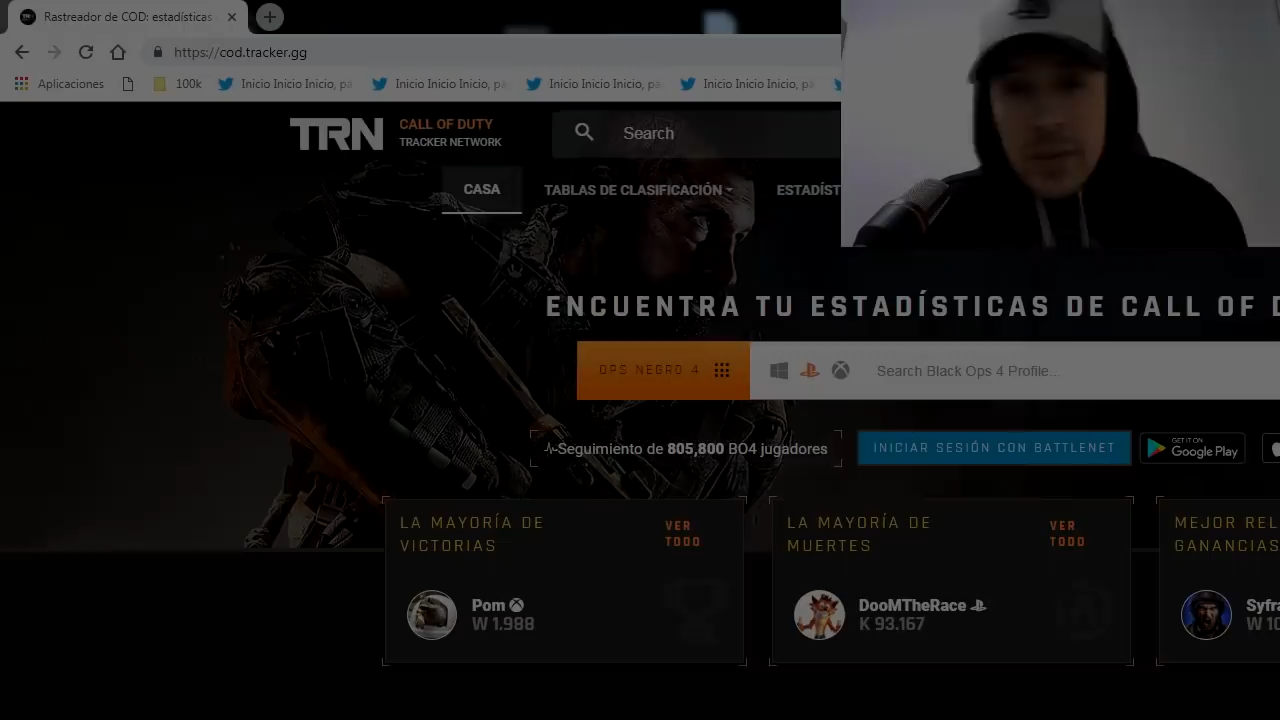 Rastreador de COD: estadísticas
https://cod.tracker.gg
Aplicaciones
100k
Inicio Inicio Inicio, pa
Inicio Inicio Inicio, pa
Inicio Inicio Inicio, pa
Inicio Inicio Inicio, pa
TRN
CALL OF DUTY
TRACKER NETWORK
Search
CASA
TABLAS DE CLASIFICACIÓN
ESTADÍST
ENCUENTRA TU ESTADÍSTICAS DE CALL OF D
OPS NEGRO 4
Search Black Ops 4 Profile...
Seguimiento de 805,800 BO4 jugadores
INICIAR SESIÓN CON BATTLENET
GET IT ON
Google Play
LA MAYORÍA DE
VICTORIAS
VER
TODO
Pom
W 1.988
LA MAYORÍA DE
MUERTES
VER
TODO
DooMTheRace
K 93.167
MEJOR REL
GANANCIAS
Syfra
W 10